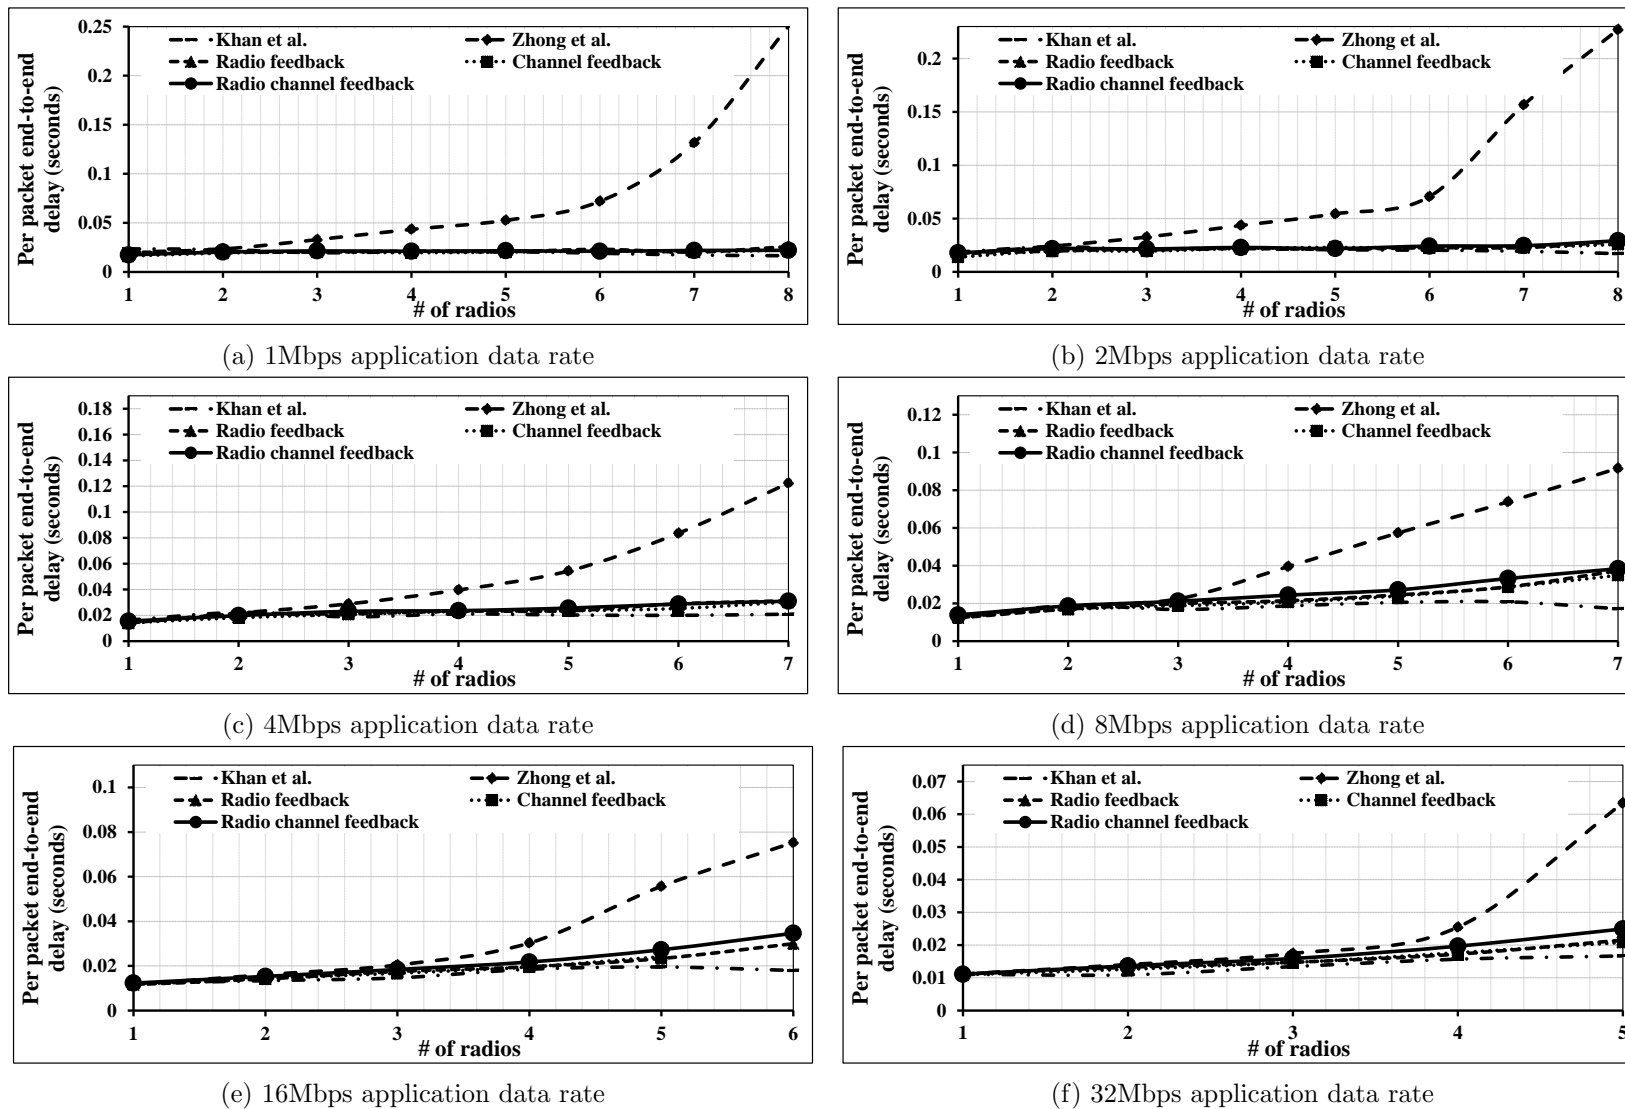 Per packet end-to-end
delay (seconds)
0.25
0.2
0.15
0.1
0.05
0
Khan et al.
Zhong et al.
Radio feedback
Channel feedback
Radio channel feedback
1 2 3 4 5 6 7 8
# of radios
(a) 1Mbps application data rate
Per packet end-to-end
delay (seconds)
0.2
0.15
0.1
0.05
0
Khan et al.
Zhong et al.
Radio feedback
Channel feedback
Radio channel feedback
1 2 3 4 5 6 7 8
# of radios
(b) 2Mbps application data rate
Per packet end-to-end
delay (seconds)
0.18
0.16
0.14
0.12
0.1
0.08
0.06
0.04
0.02
0
Khan et al.
Zhong et al.
Radio feedback
Channel feedback
Radio channel feedback
1 2 3 4 5 6 7
# of radios
(c) 4Mbps application data rate
Per packet end-to-end
delay (seconds)
0.12
0.1
0.08
0.06
0.04
0.02
0
Khan et al.
Zhong et al.
Radio feedback
Channel feedback
Radio channel feedback
1 2 3 4 5 6 7
# of radios
(d) 8Mbps application data rate
Per packet end-to-end
delay (seconds)
0.1
0.08
0.06
0.04
0.02
0
Khan et al.
Zhong et al.
Radio feedback
Channel feedback
Radio channel feedback
1 2 3 4 5 6
# of radios
(e) 16Mbps application data rate
Per packet end-to-end
delay (seconds)
0.07
0.06
0.05
0.04
0.03
0.02
0.01
0
Khan et al.
Zhong et al.
Radio feedback
Channel feedback
Radio channel feedback
1 2 3 4 5
# of radios
(f) 32Mbps application data rate